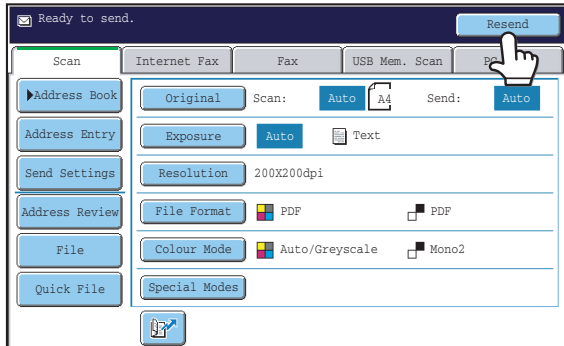 Ready to send.
Resend
Scan Internet Fax Fax USB Mem. Scan PC
Address Book Original Scan: Auto A4 Send: Auto
Address Entry Exposure Auto Text
Send Settings Resolution 200X200dpi
Address Review File Format PDF PDF
File Colour Mode Auto/Greyscale Mono2
Quick File Special Modes